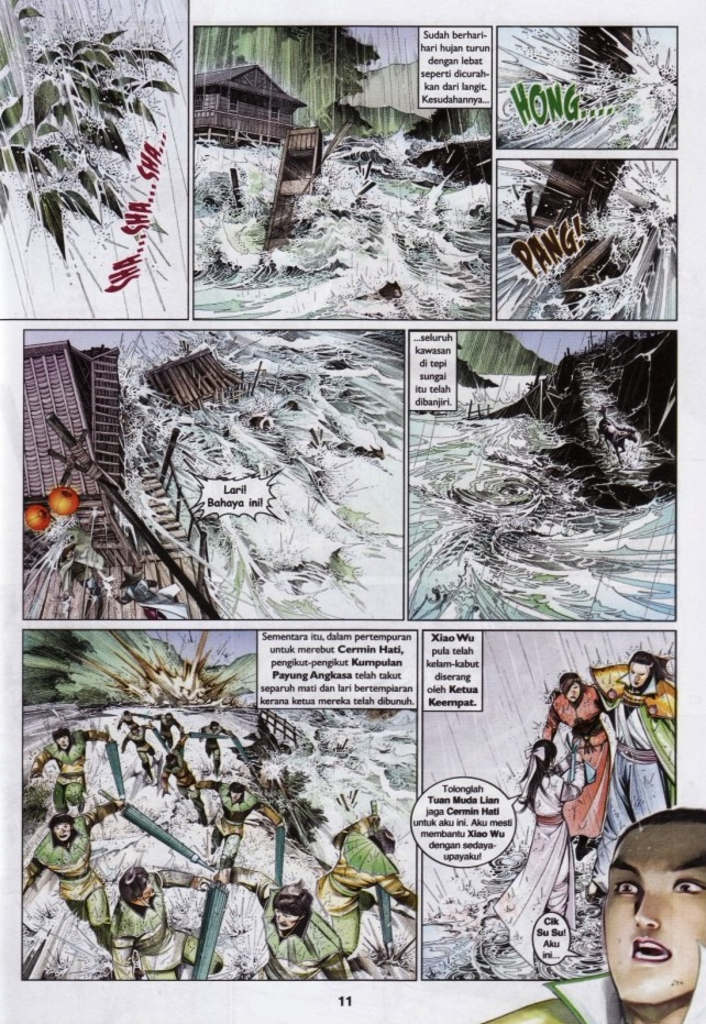 SHA...SHA...SHA...
Sudah berhari-
hari hujan turun
dengan lebat
seperti dicurah-
kan dari langit.
Kesudahannya...
HONG....
PANG!
Lari!
Bahaya ini!
...seluruh
kawasan
di tepi
sungai
itu telah
dibanjiri.
Sementara itu, dalam pertempuran
untuk merebut Cermin Hati,
pengikut-pengikut Kumpulan
Payung Angkasa telah takut
separuh mati dan lari bertempiaran
kerana ketua mereka telah dibunuh.
Xiao Wu
pula telah
kelam-kabut
diserang
oleh Ketua
Keempat.
Tolonglah
Tuan Muda Lian
jaga Cermin Hati
untuk aku ini. Aku mesti
membantu Xiao Wu
dengan sedaya-
upayaku!
Cik
Su Su!
Aku
ini...
11